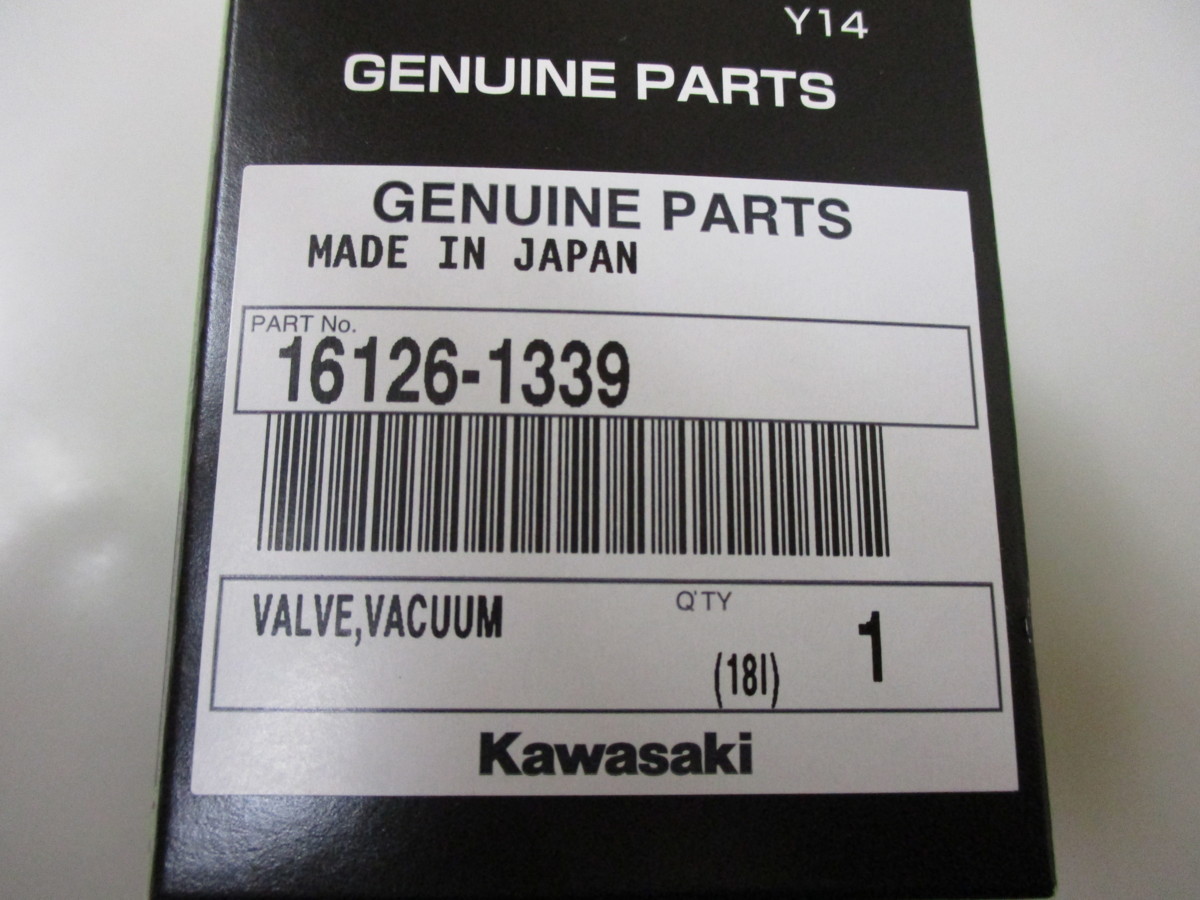 Y14
GENUINE PARTS
GENUINE PARTS
MADE IN JAPAN
PART No.
16126-1339
VALVE,VACUUM
Q'TY
(18I)
1
Kawasaki